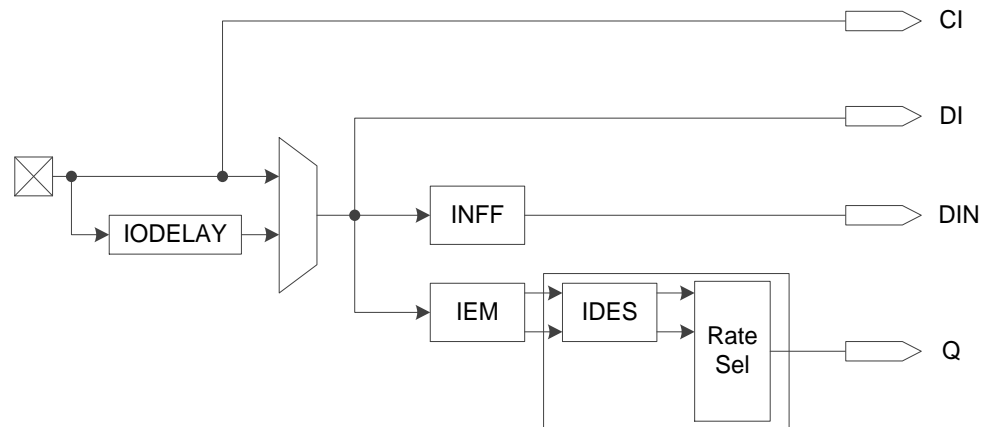 CI
DI
IODELAY
INFF
DIN
IEM
IDES
Rate
Sel
Q